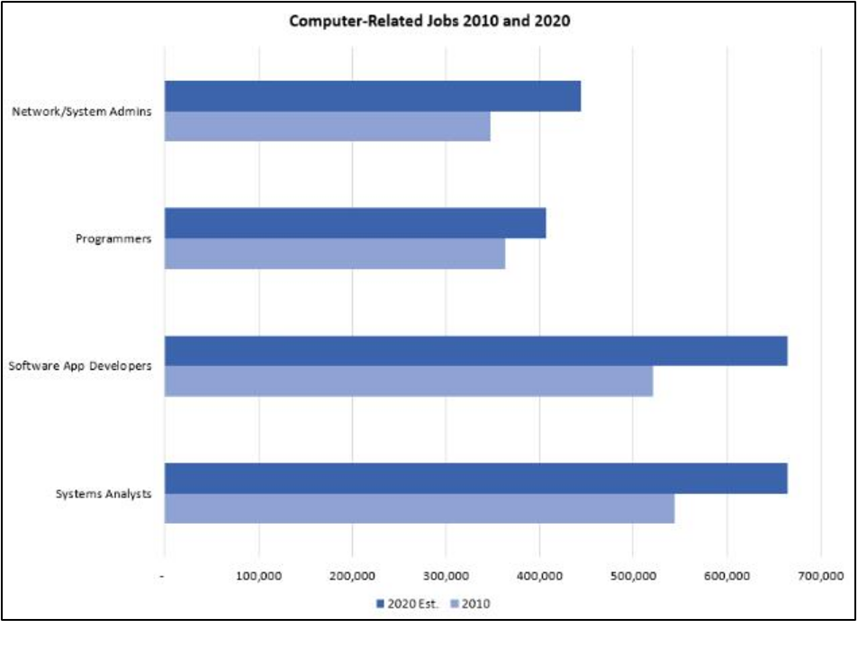 Computer-Related Jobs 2010 and 2020
Network/System Admins
Programmers
Software App Developers
Systems Analysts
- 100,000 200,000 300,000 400,000 500,000 600,000 700,000
2020 Est. 2010